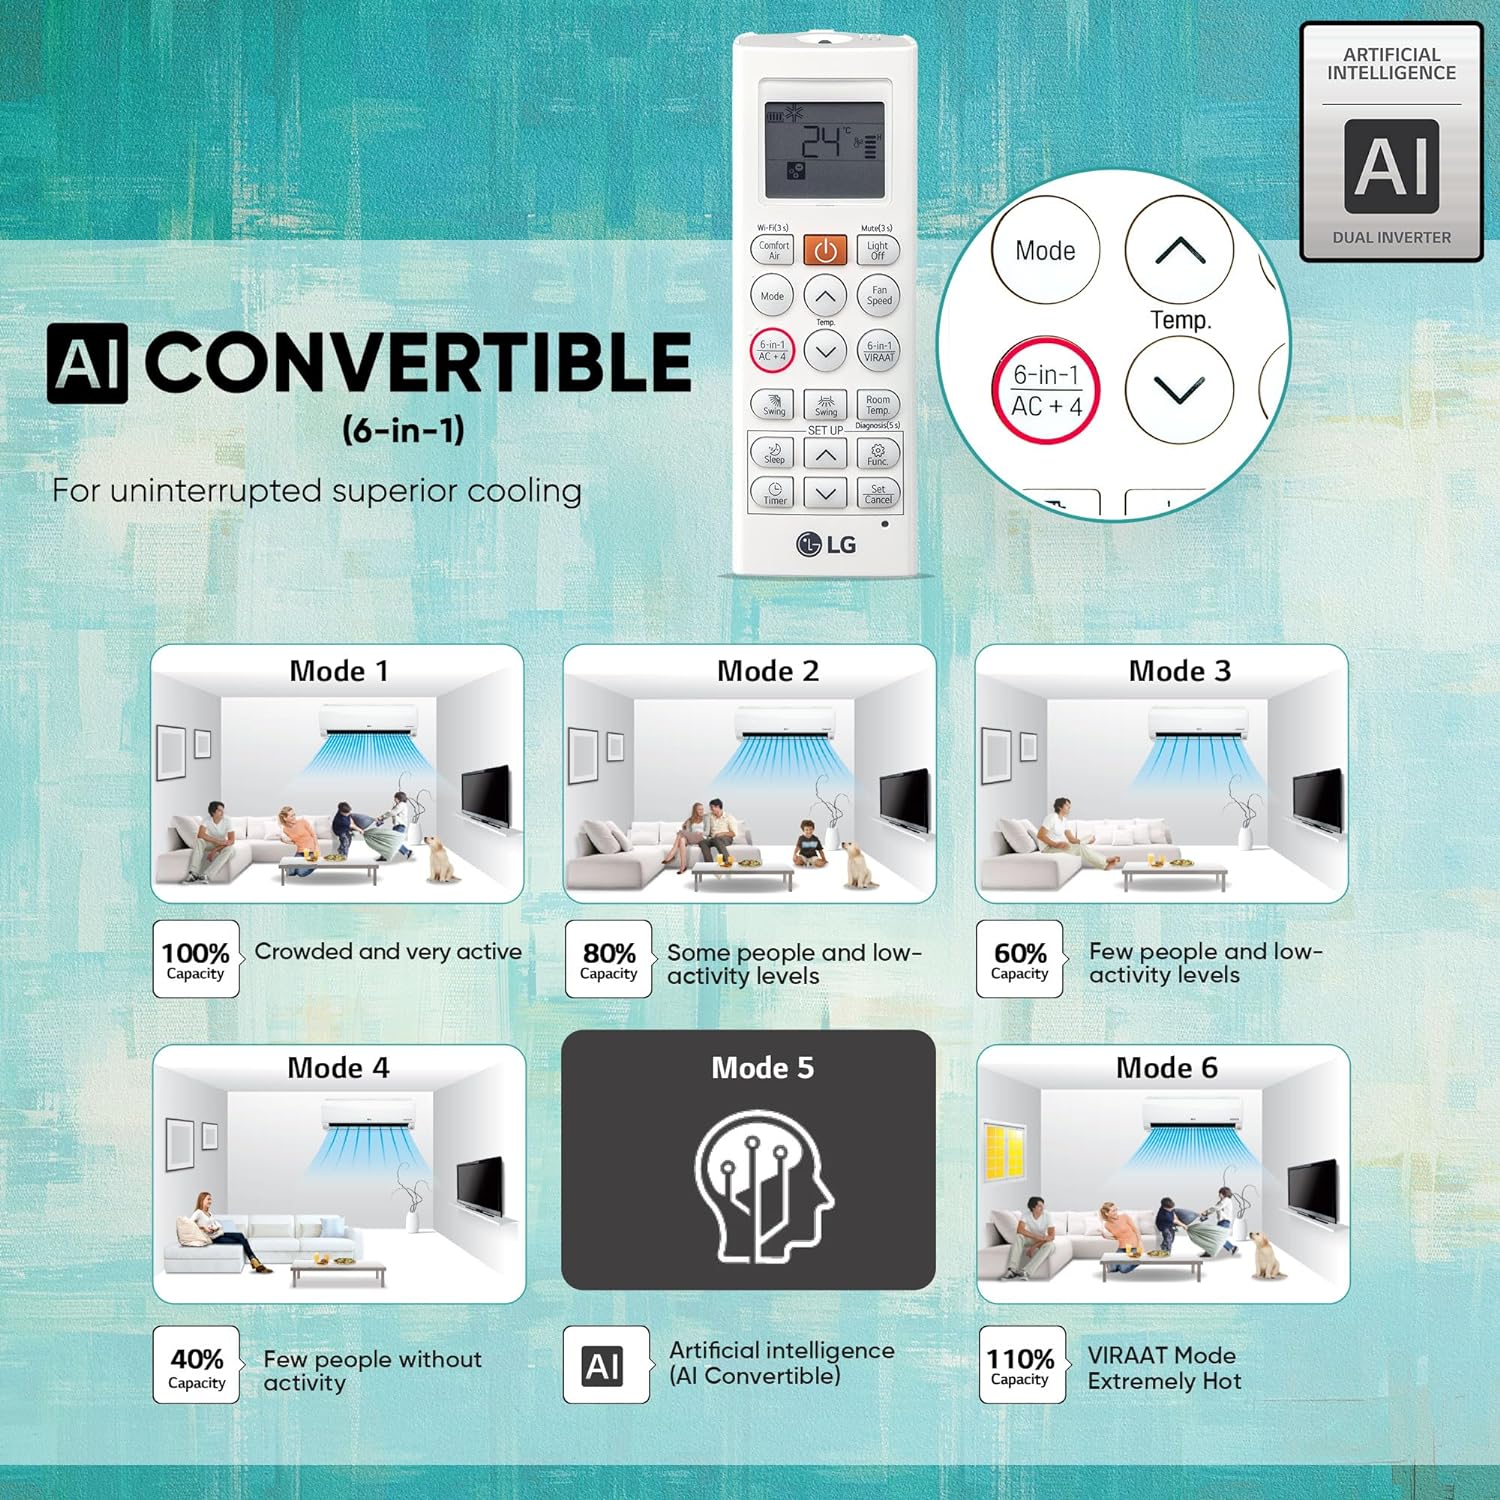 ARTIFICIAL
INTELLIGENCE
AI
DUAL INVERTER
24°C
H
Wi-Fi(3 s)
Mute(3 s)
Comfort
Air
Light
Off
Mode
Fan
Speed
6-in-1
AC + 4
Temp.
6-in-1
VIRAAT
Swing
Swing
Room
Temp.
SET UP
Diagnosis(5 s)
Sleep
Func.
Timer
Set
Cancel
LG
Mode
Temp.
6-in-1
AC + 4
AI CONVERTIBLE
(6-in-1)
For uninterrupted superior cooling
Mode 1
100%
Capacity
Crowded and very active
Mode 2
80%
Capacity
Some people and low-
activity levels
Mode 3
60%
Capacity
Few people and low-
activity levels
Mode 4
40%
Capacity
Few people without
activity
Mode 5
AI
Artificial intelligence
(AI Convertible)
Mode 6
110%
Capacity
VIRAAT Mode
Extremely Hot